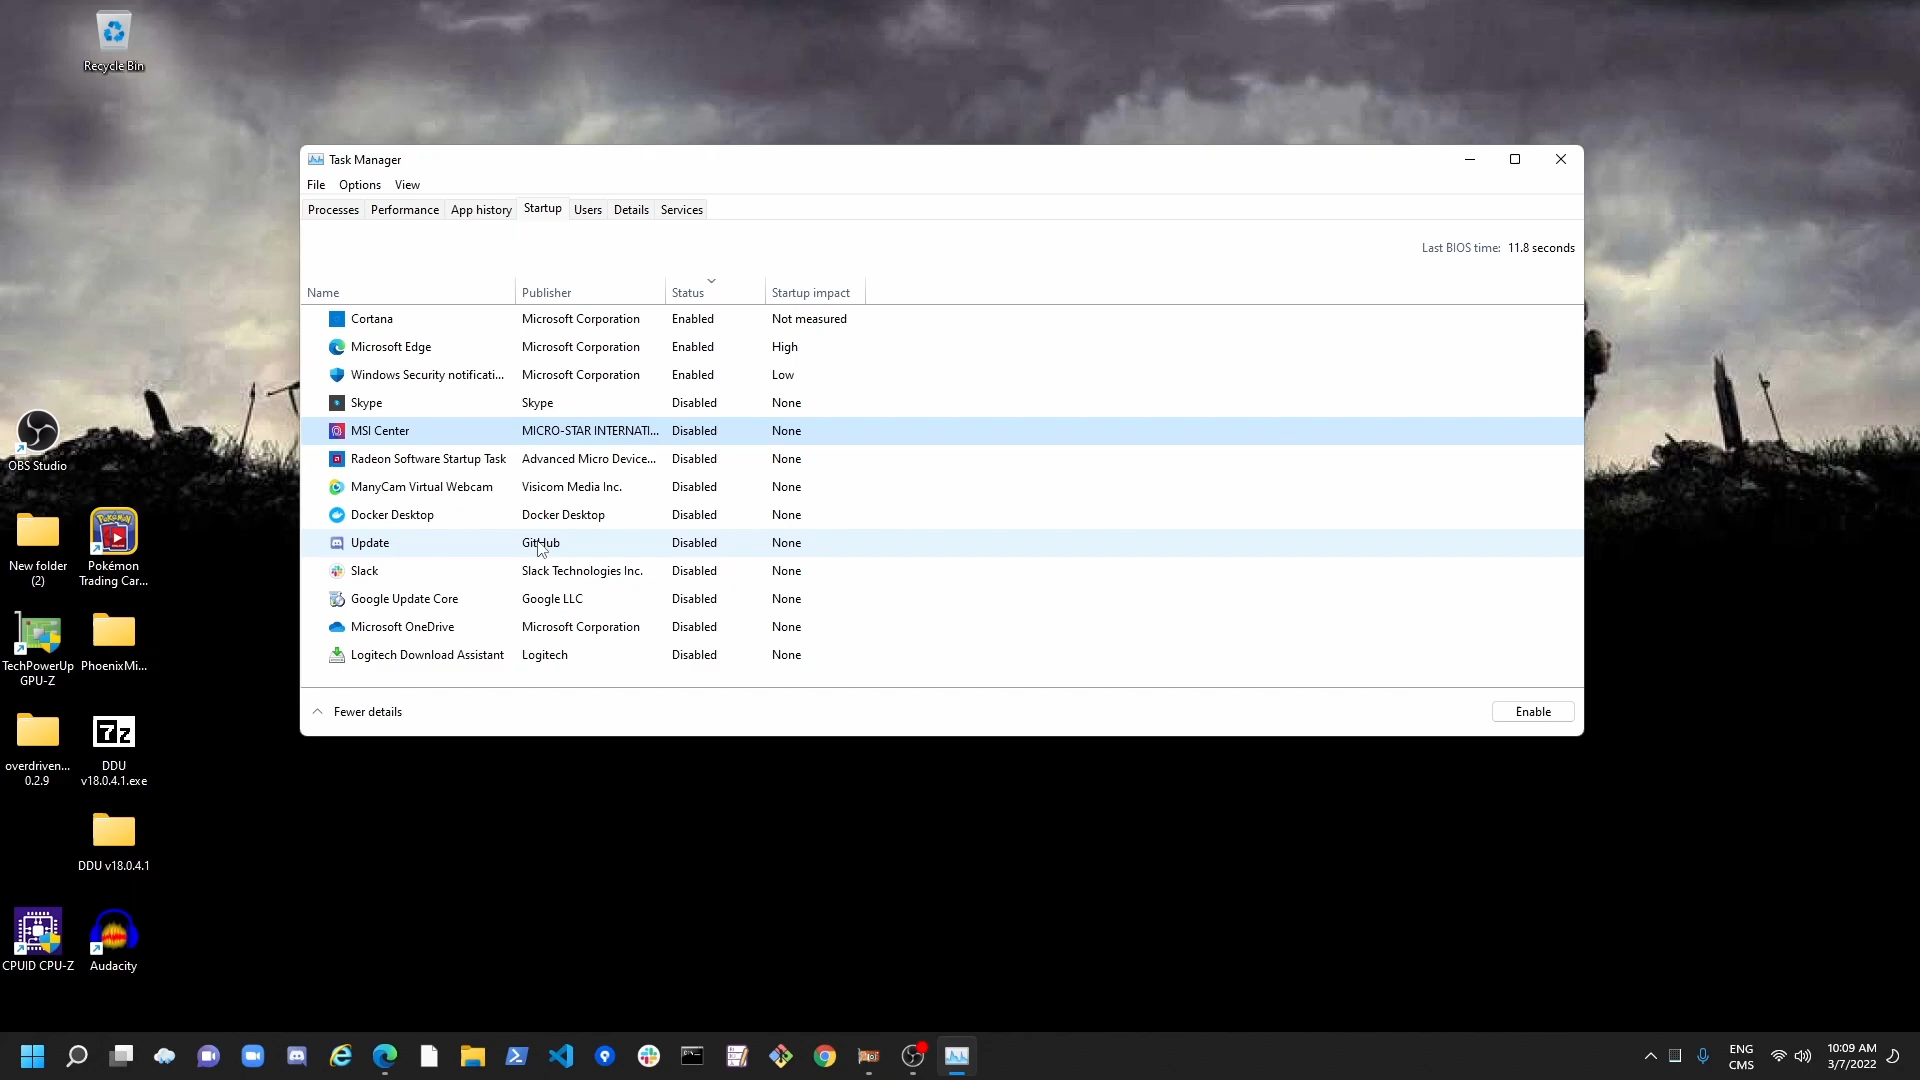 Recycle Bin
OBS Studio
New folder
(2)
Pokémon
Trading Car...
TechPowerUp
GPU-Z
PhoenixMi...
overdriven...
0.2.9
7z
DDU
v18.0.4.1.exe
DDU v18.0.4.1
CPUID CPU-Z
Audacity
Task Manager
File Options View
Processes Performance App history Startup Users Details Services
Last BIOS time: 11.8 seconds
Name Publisher Status Startup impact
Cortana Microsoft Corporation Enabled Not measured
Microsoft Edge Microsoft Corporation Enabled High
Windows Security notificati... Microsoft Corporation Enabled Low
Skype Skype Disabled None
MSI Center MICRO-STAR INTERNATI... Disabled None
Radeon Software Startup Task Advanced Micro Device... Disabled None
ManyCam Virtual Webcam Visicom Media Inc. Disabled None
Docker Desktop Docker Desktop Disabled None
Update GitHub Disabled None
Slack Slack Technologies Inc. Disabled None
Google Update Core Google LLC Disabled None
Microsoft OneDrive Microsoft Corporation Disabled None
Logitech Download Assistant Logitech Disabled None
Fewer details
Enable
ENG
CMS
10:09 AM
3/7/2022